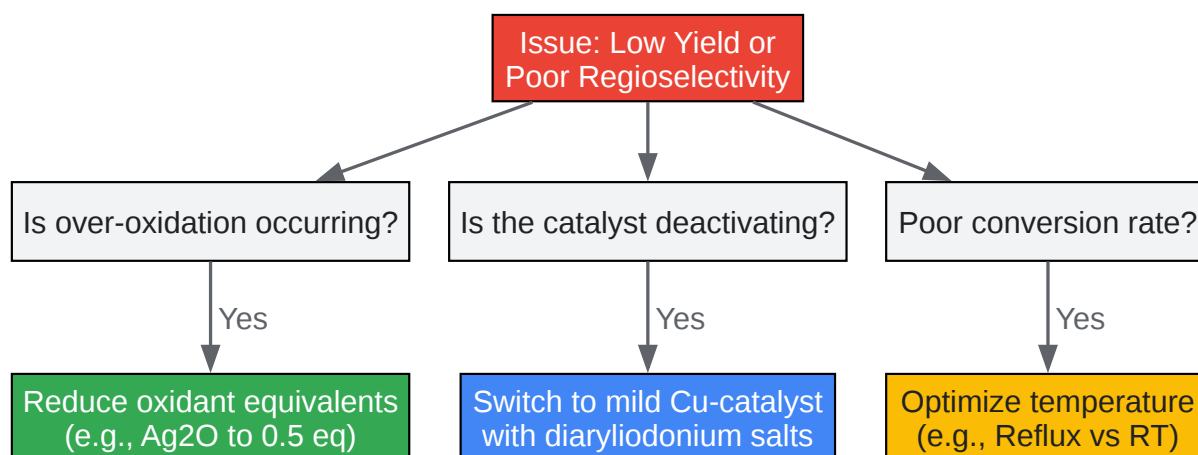 Issue: Low Yield or
Poor Regioselectivity
Is over-oxidation occurring?
Is the catalyst deactivating?
Poor conversion rate?
Yes
Yes
Yes
Reduce oxidant equivalents
(e.g., Ag2O to 0.5 eq)
Switch to mild Cu-catalyst
with diaryliodonium salts
Optimize temperature
(e.g., Reflux vs RT)